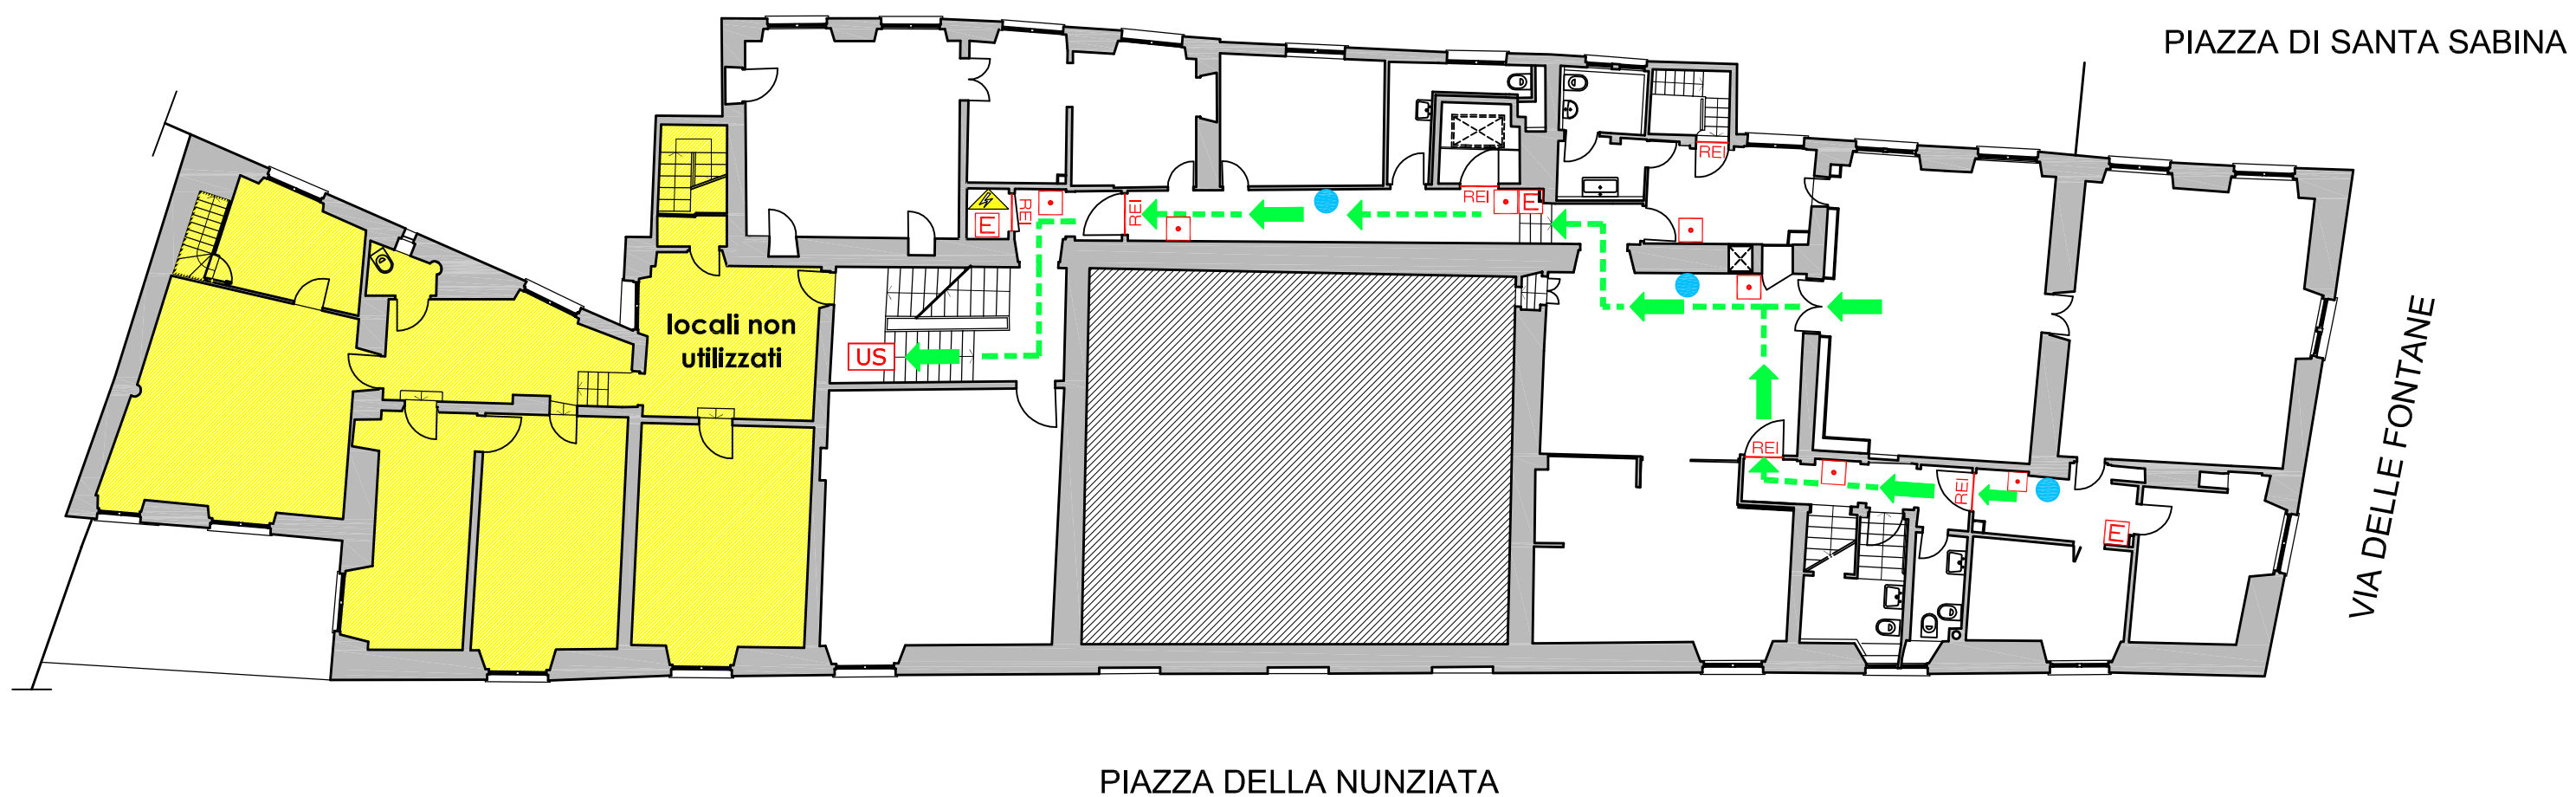 PIAZZA DI SANTA SABINA
REI
REI
E
REI
E
REI
REI
locali non
utilizzati
US
VIA DELLE FONTANE
REI
REI
E
PIAZZA DELLA NUNZIATA